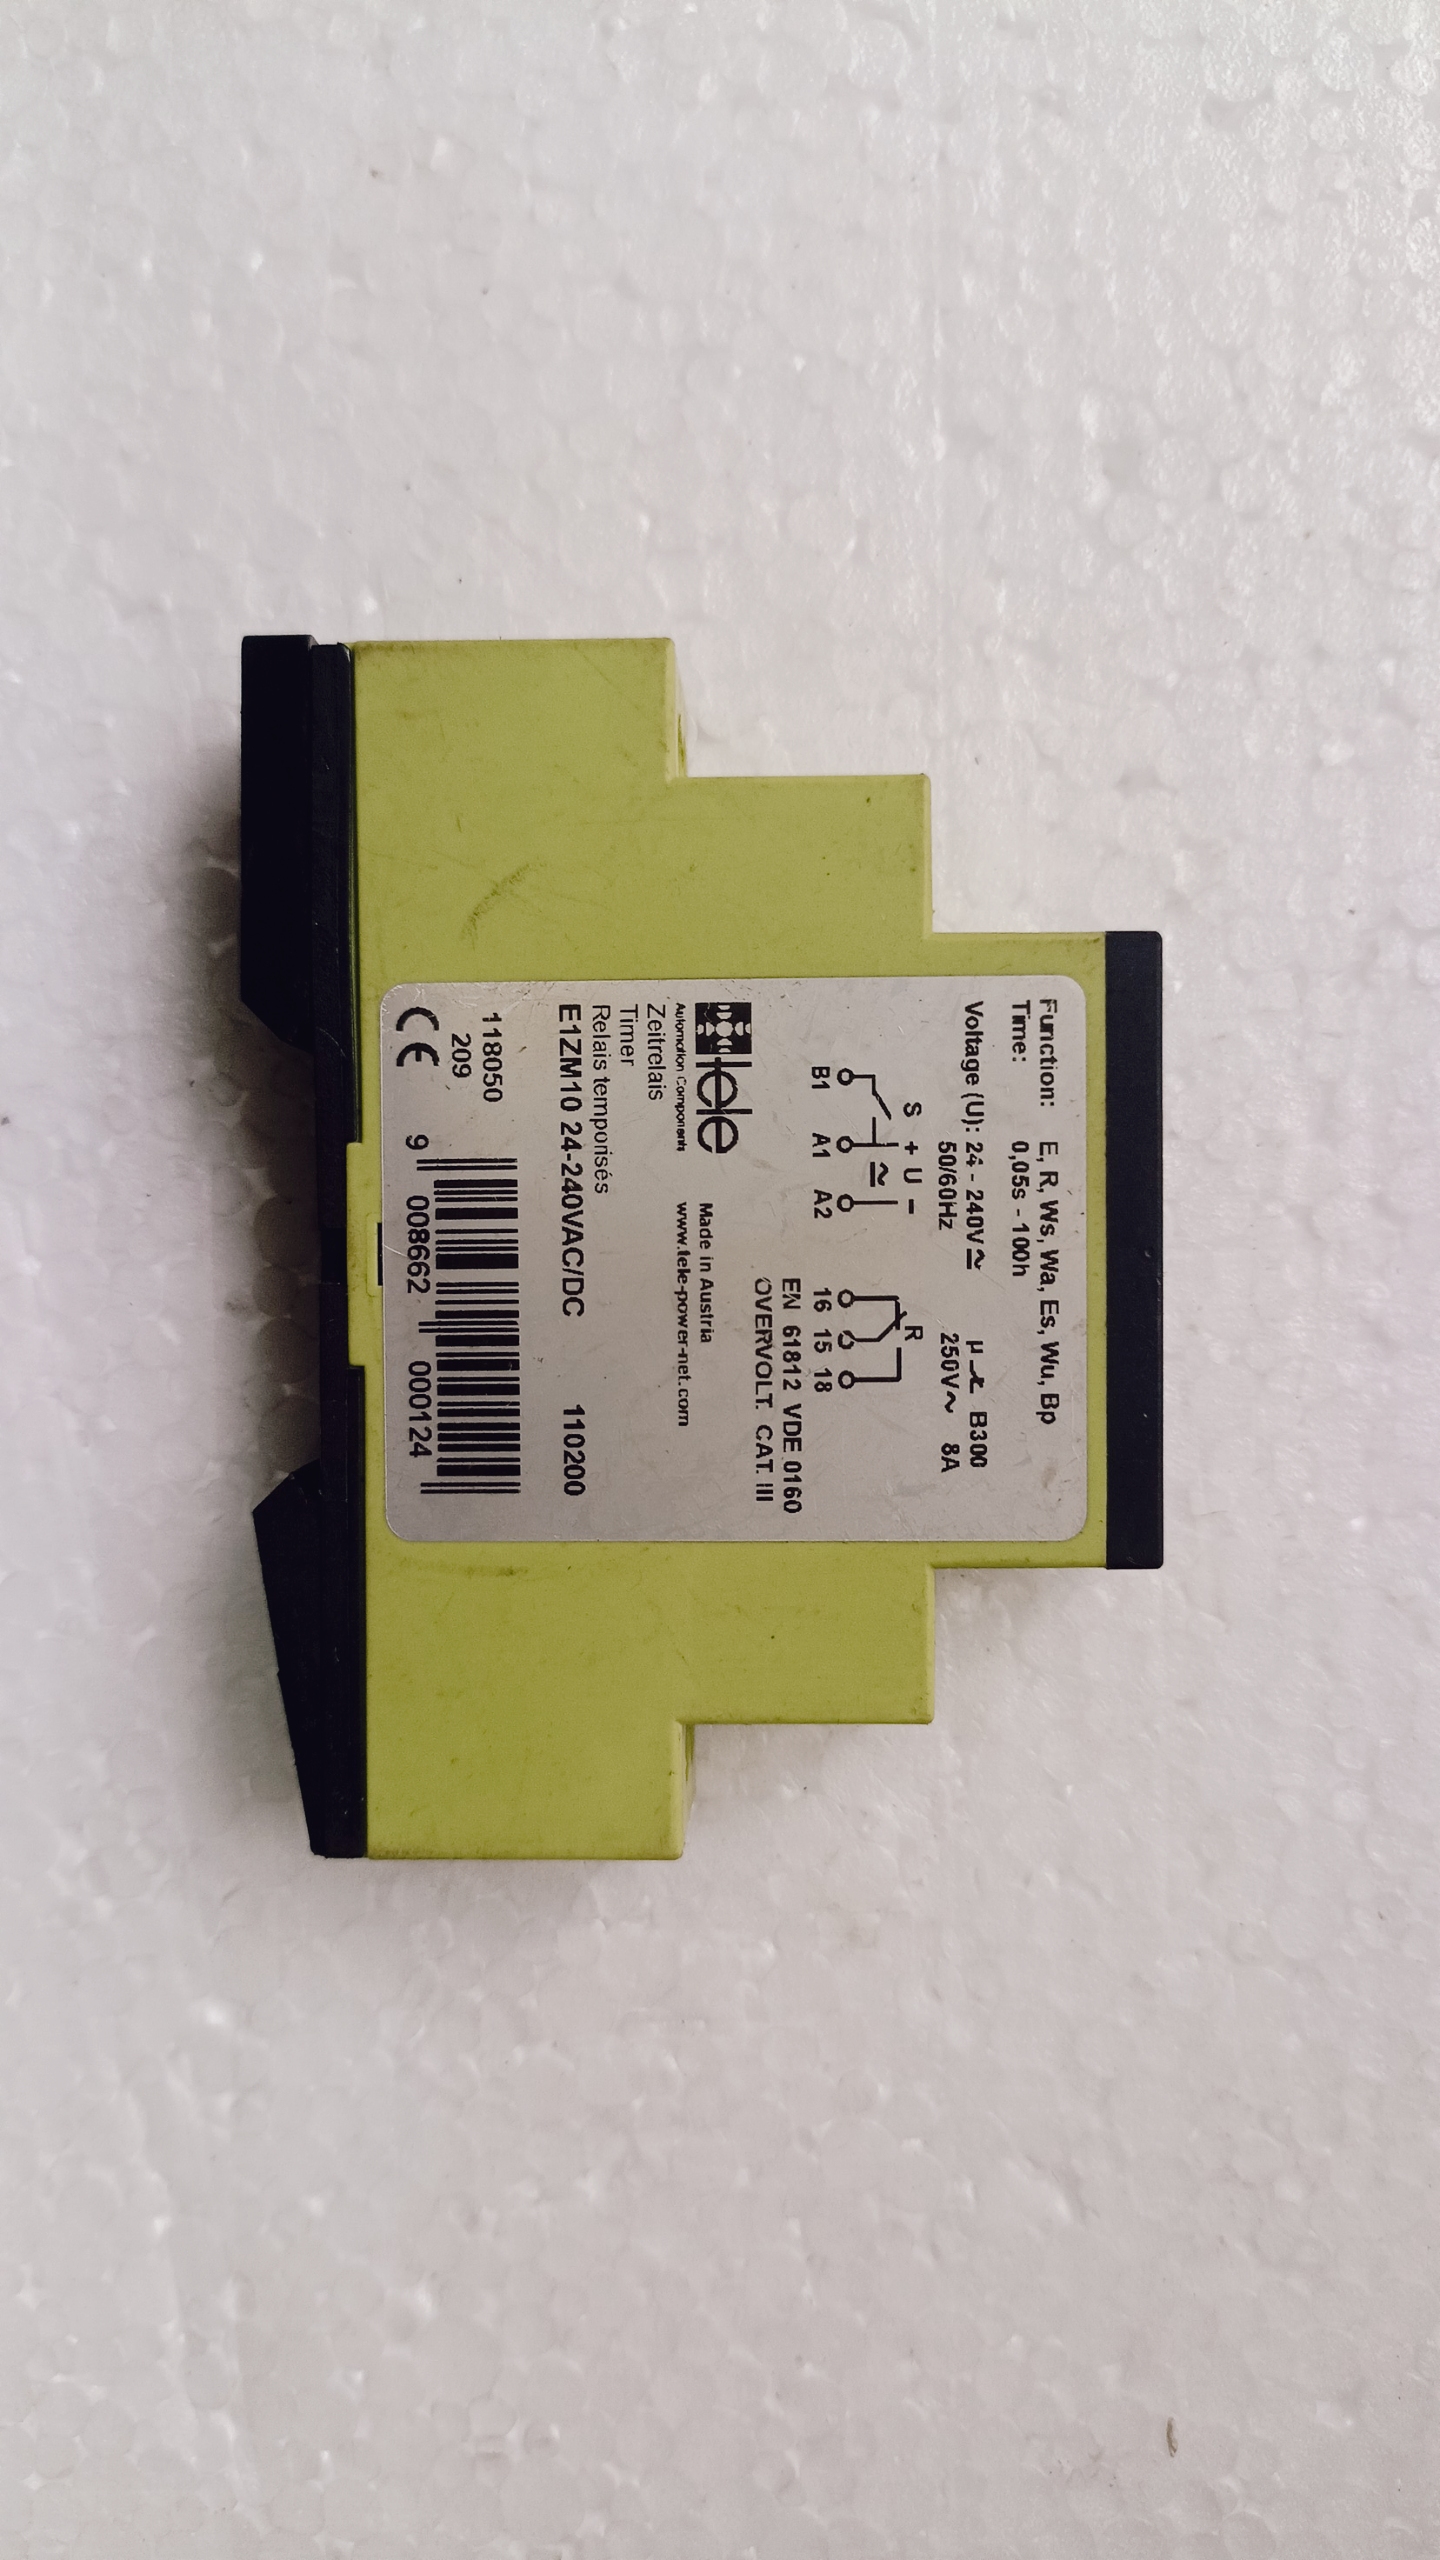 Function: E, R, Ws, Wa, Es, Wu, Bp
Time: 0,05s - 100h
Voltage (U): 24 - 240V≃ µ B300
50/60Hz 250V~ 8A
S + U - R
≃
B1 A1 A2 16 15 18
EN 61812 VDE 0160
OVERVOLT. CAT. III
tele
Automation Components
Made in Austria
www.tele-power-net.com
Zeitrelais
Timer
Relais temporisés
E1ZM10 24-240VAC/DC 110200
118050
209
CE
9 008662 000124